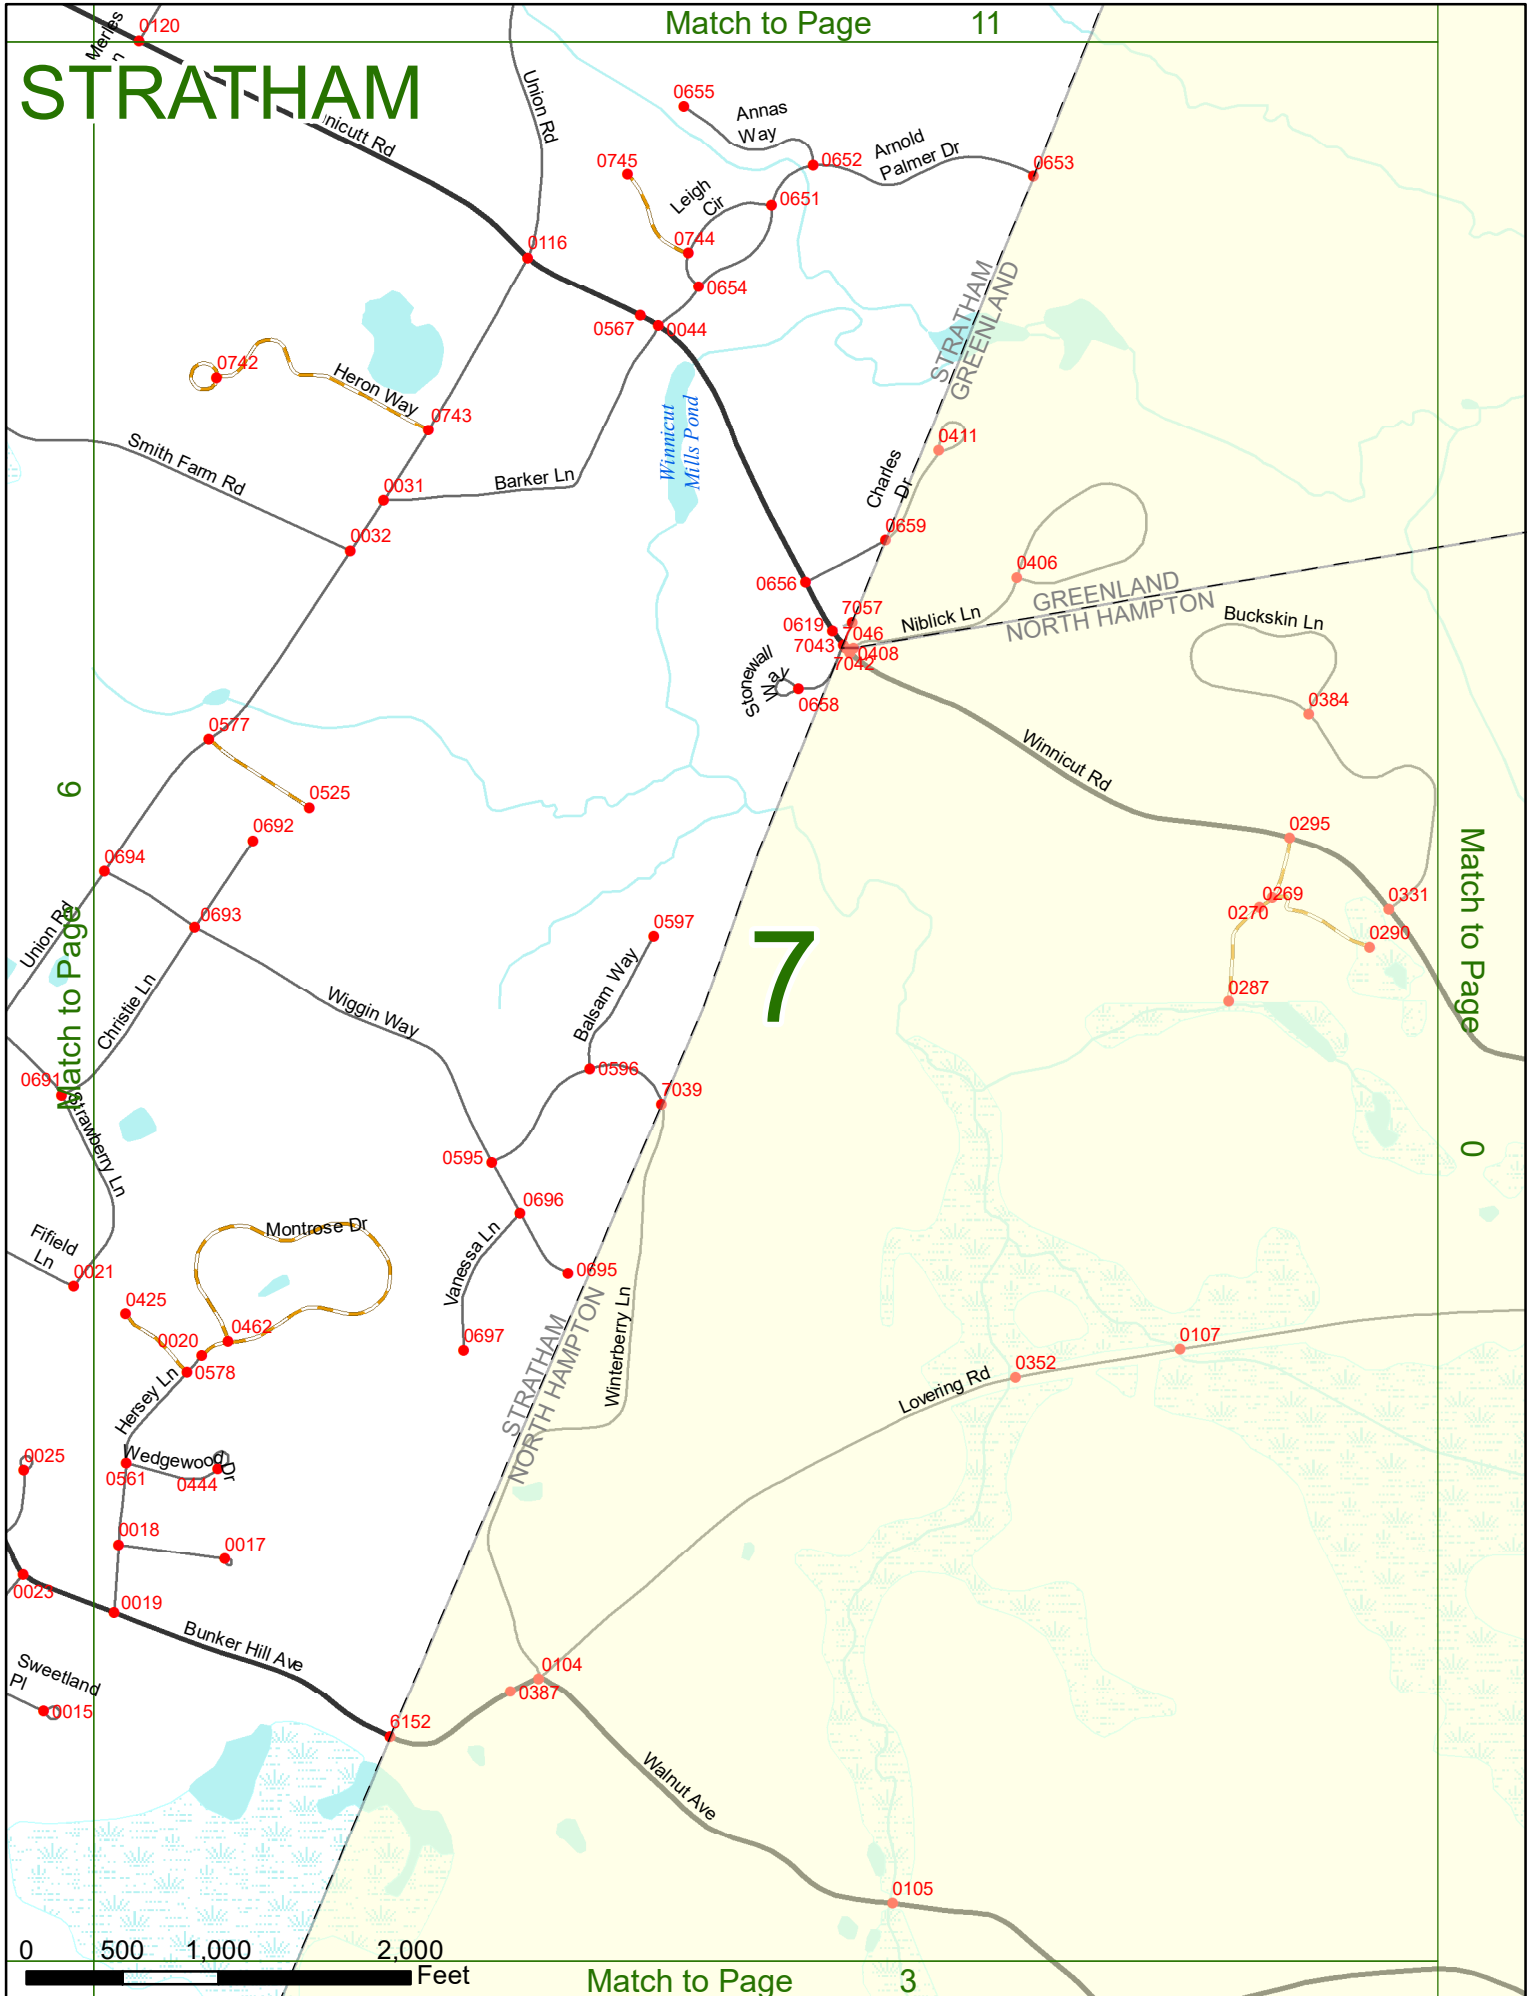 Match to Page 11
STRATHAM
Merles
0120
Union Rd
nicutt Rd
0655
Annas
Way
0652
Arnold
Palmer Dr
0653
0745
Leigh
Cir
0651
0744
0116
0654
0567
0044
STRATHAM
GREENLAND
0742
Heron Way
0743
Winnicut
Mills Pond
Smith Farm Rd
0031
Barker Ln
0411
Charles
Dr
0032
0659
0656
0406
GREENLAND
NORTH HAMPTON
7057
0619
7046
7043
0408
7042
Niblick Ln
Buckskin Ln
Stonewall
Way
0658
0384
0577
Winnicut Rd
6
Match to Page
0525
0692
0295
0694
0693
Union Rd
0269
0270
0331
0290
0287
Match to Page
0
0597
7
Christie Ln
Wiggin Way
Balsam Way
0596
7039
0691
Strawberry Ln
0595
0696
Fifield
Ln
0021
Montrose Dr
Vanessa Ln
0695
0425
0020
0462
0578
0697
Winterberry Ln
STRATHAM
NORTH HAMPTON
0107
0352
Lovering Rd
Hersey Ln
0025
Wedgewood
Dr
0561
0444
0018
0017
0023
0019
Bunker Hill Ave
Sweetland
Pl
0015
0104
0387
6152
Walnut Ave
0105
0 500 1,000 2,000
Feet
Match to Page 3